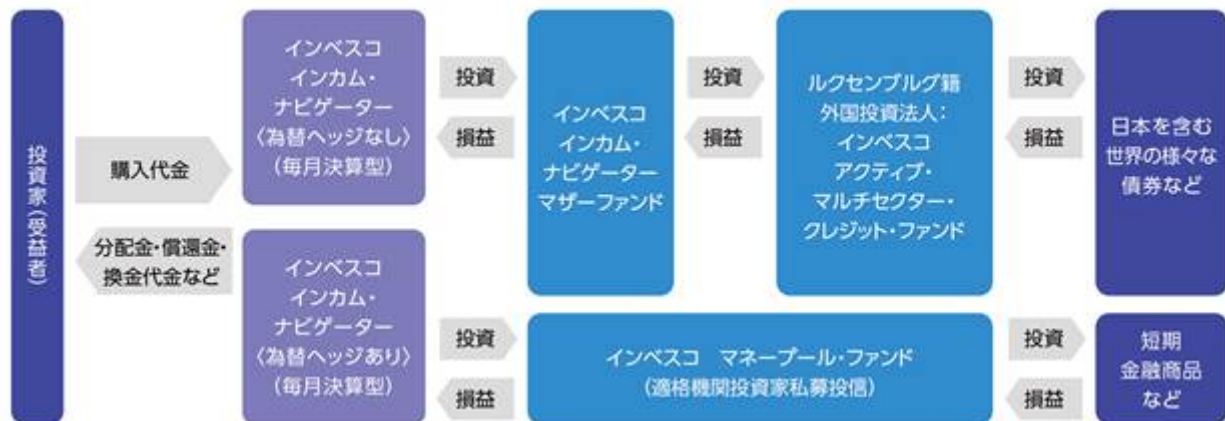 投資家(受益者)
購入代金
分配金・償還金・
換金代金など
インベスコ
インカム・
ナビゲーター
〈為替ヘッジなし〉
(毎月決算型)
インベスコ
インカム・
ナビゲーター
〈為替ヘッジあり〉
(毎月決算型)
投資
損益
インベスコ
インカム・
ナビゲーター
マザーファンド
投資
損益
ルクセンブルグ籍
外国投資法人:
インベスコ
アクティブ・
マルチセクター・
クレジット・ファンド
投資
損益
日本を含む
世界の様々な
債券など
投資
損益
インベスコ マネープール・ファンド
(適格機関投資家私募投信)
投資
損益
短期
金融商品
など